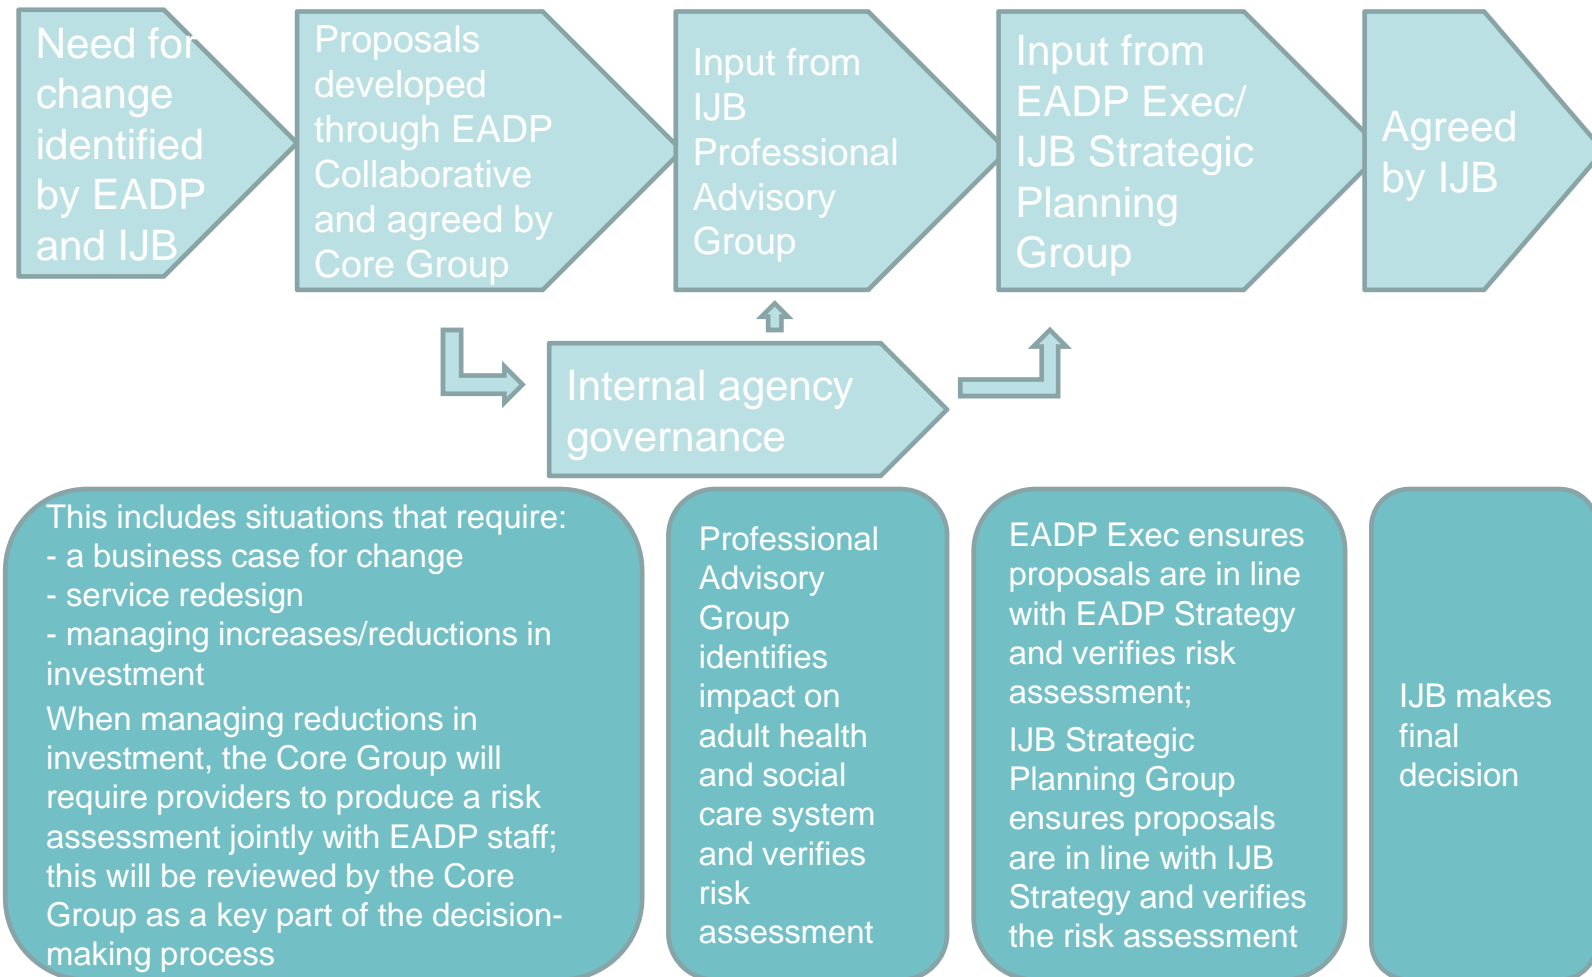 Need for
change
identified
by EADP
and IJB
Proposals
developed
through EADP
Collaborative
and agreed by
Core Group
Input from
IJB
Professional
Advisory
Group
Input from
EADP Exec/
IJB Strategic
Planning
Group
Agreed
by IJB
Internal agency
governance
This includes situations that require:
- a business case for change
- service redesign
- managing increases/reductions in
investment
When managing reductions in
investment, the Core Group will
require providers to produce a risk
assessment jointly with EADP staff;
this will be reviewed by the Core
Group as a key part of the decision-
making process
Professional
Advisory
Group
identifies
impact on
adult health
and social
care system
and verifies
risk
assessment
EADP Exec ensures
proposals are in line
with EADP Strategy
and verifies risk
assessment;
IJB Strategic
Planning Group
ensures proposals
are in line with IJB
Strategy and verifies
the risk assessment
IJB makes
final
decision